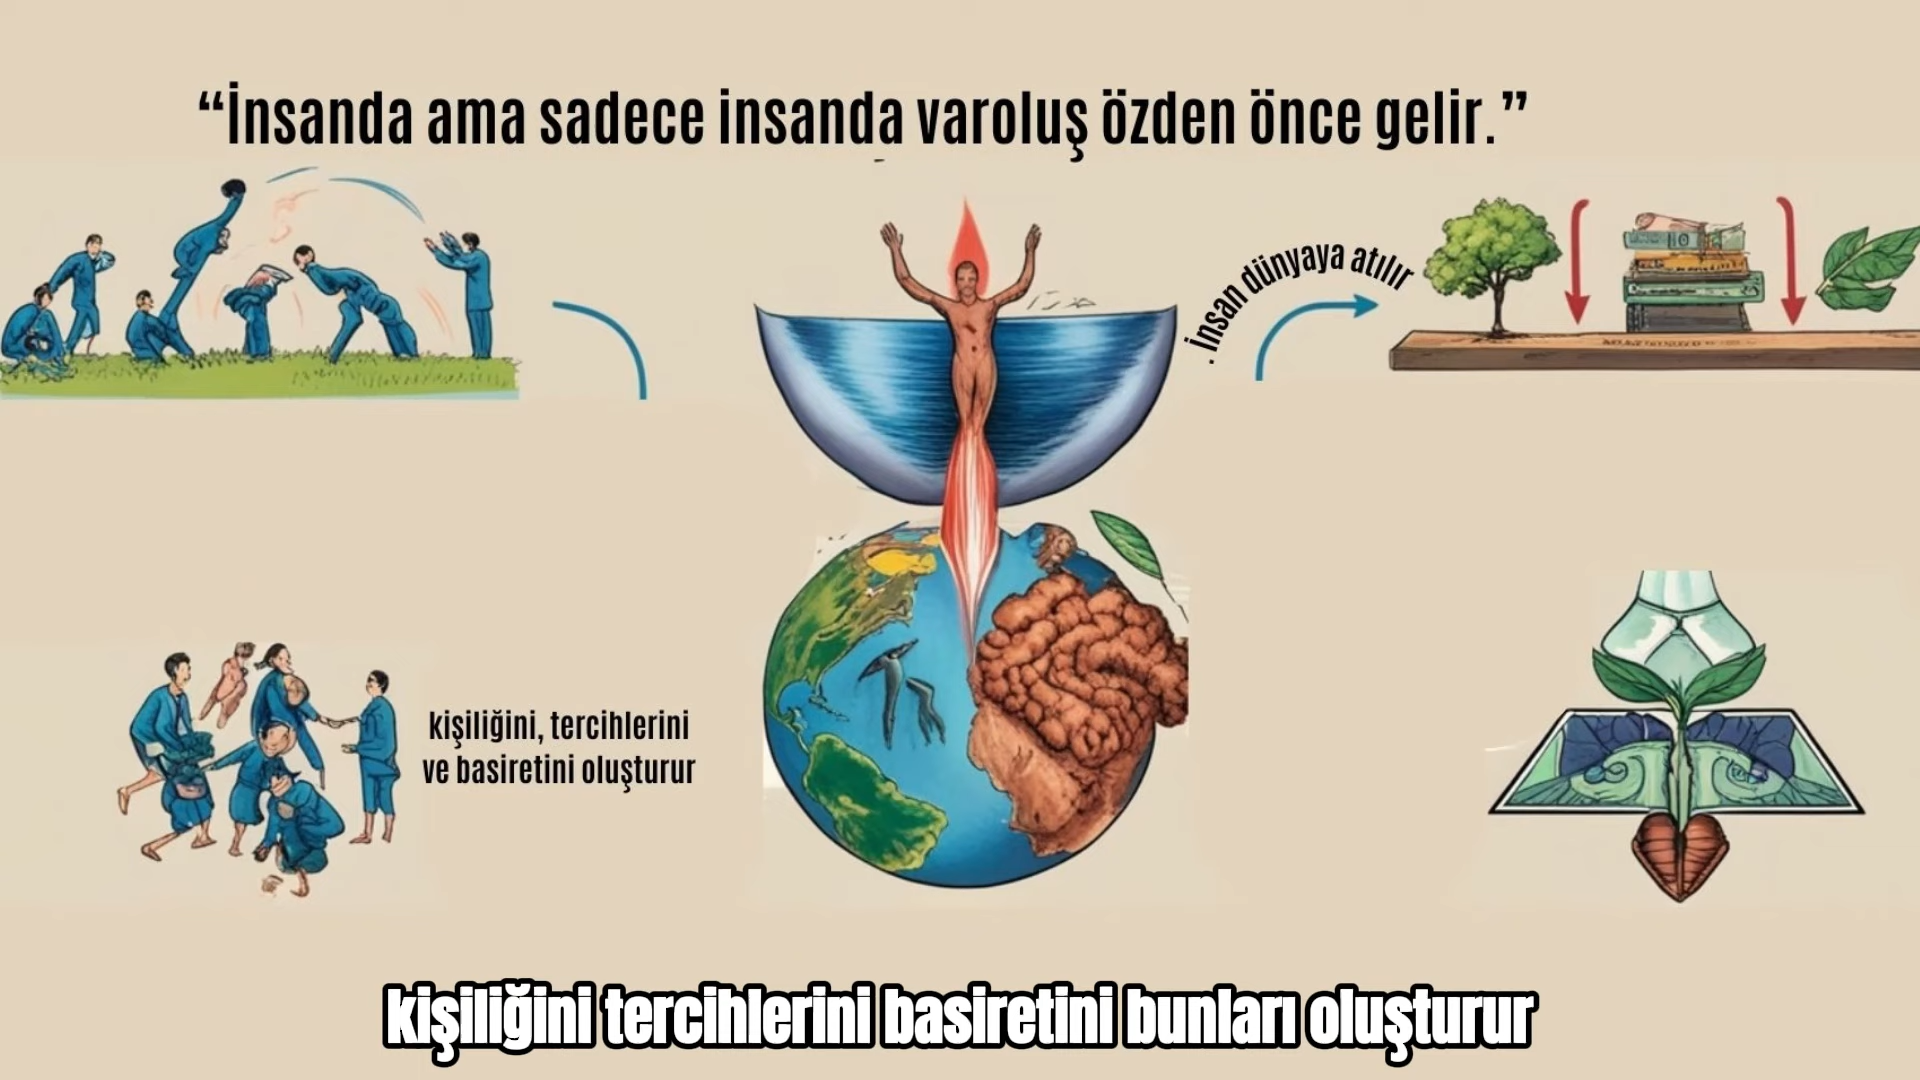 “İnsanda ama sadece insanda varoluş özden önce gelir.”
. İnsan dünyaya atılır
kişiliğini, tercihlerini
ve basiretini oluşturur
kişiliğini tercihlerini basiretini bunları oluşturur